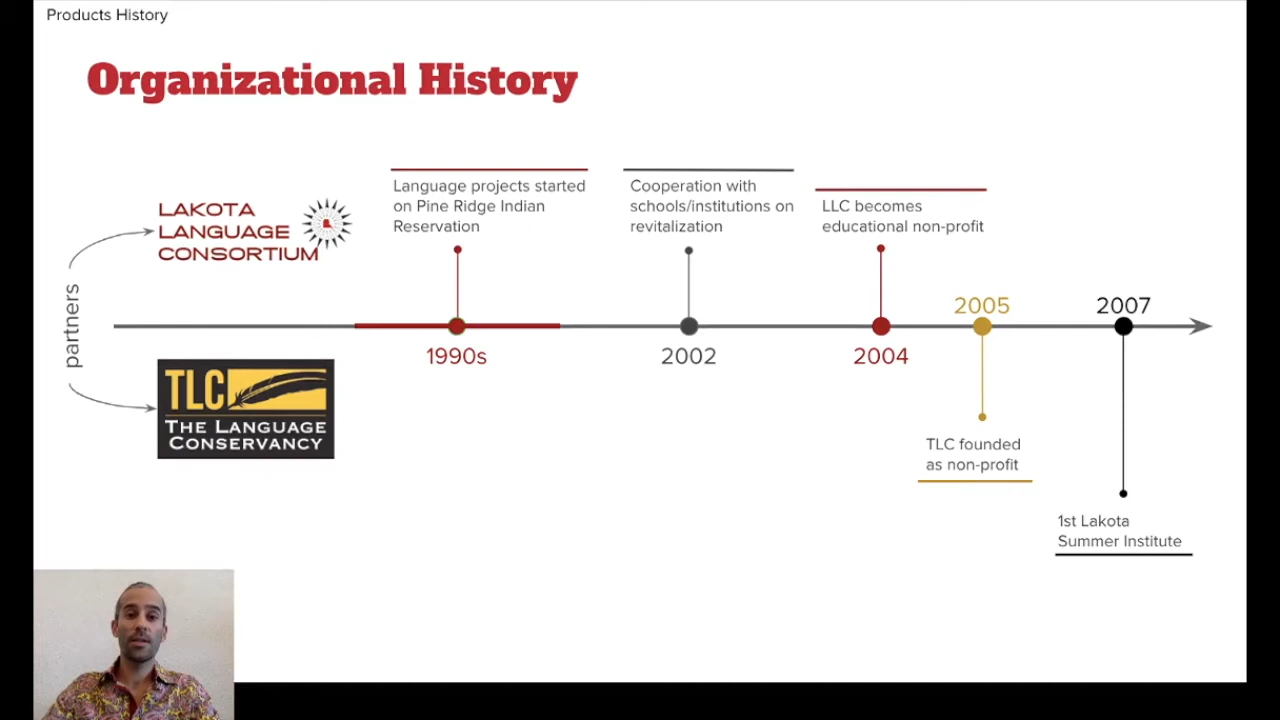 Products History
Organizational History
Language projects started
on Pine Ridge Indian
Reservation
Cooperation with
schools/institutions on
revitalization
LLC becomes
educational non-profit
LAKOTA
LANGUAGE
CONSORTIUM
partners
1990s
2002
2004
2005
2007
TLC
THE LANGUAGE
CONSERVANCY
TLC founded
as non-profit
1st Lakota
Summer Institute